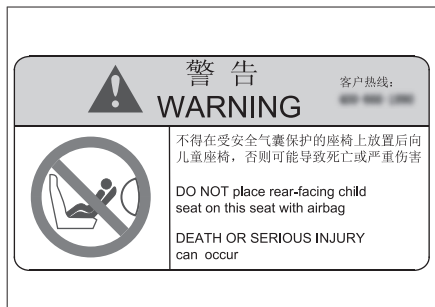 警 告
客户热线：
WARNING
不得在受安全气囊保护的座椅上放置后向
儿童座椅，否则可能导致死亡或严重伤害
DO NOT place rear-facing child
seat on this seat with airbag
DEATH OR SERIOUS INJURY
can occur